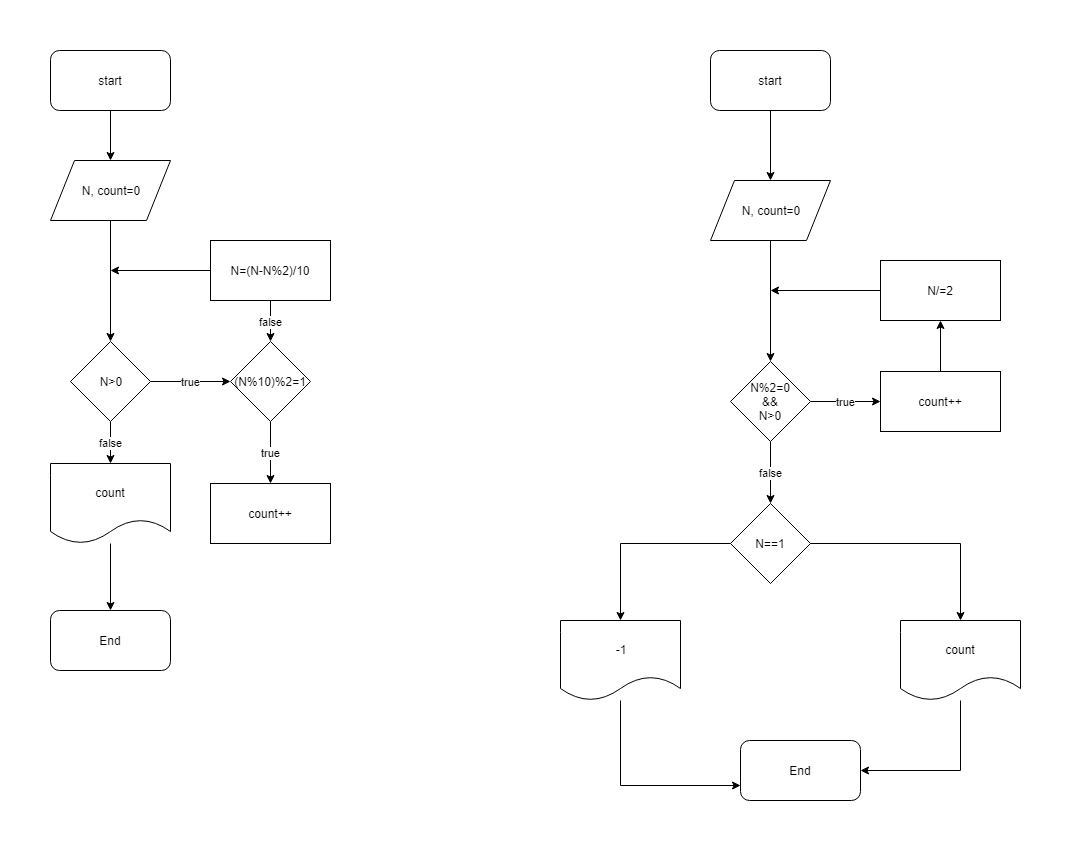 start
N, count=0
N=(N-N%2)/10
false
N>0
true
(N%10)%2=1
false
true
count
count++
End
start
N, count=0
N/=2
N%2=0
&&
N>0
true
count++
false
N==1
-1
count
End